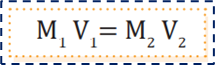 M₁ V₁= M₂ V₂